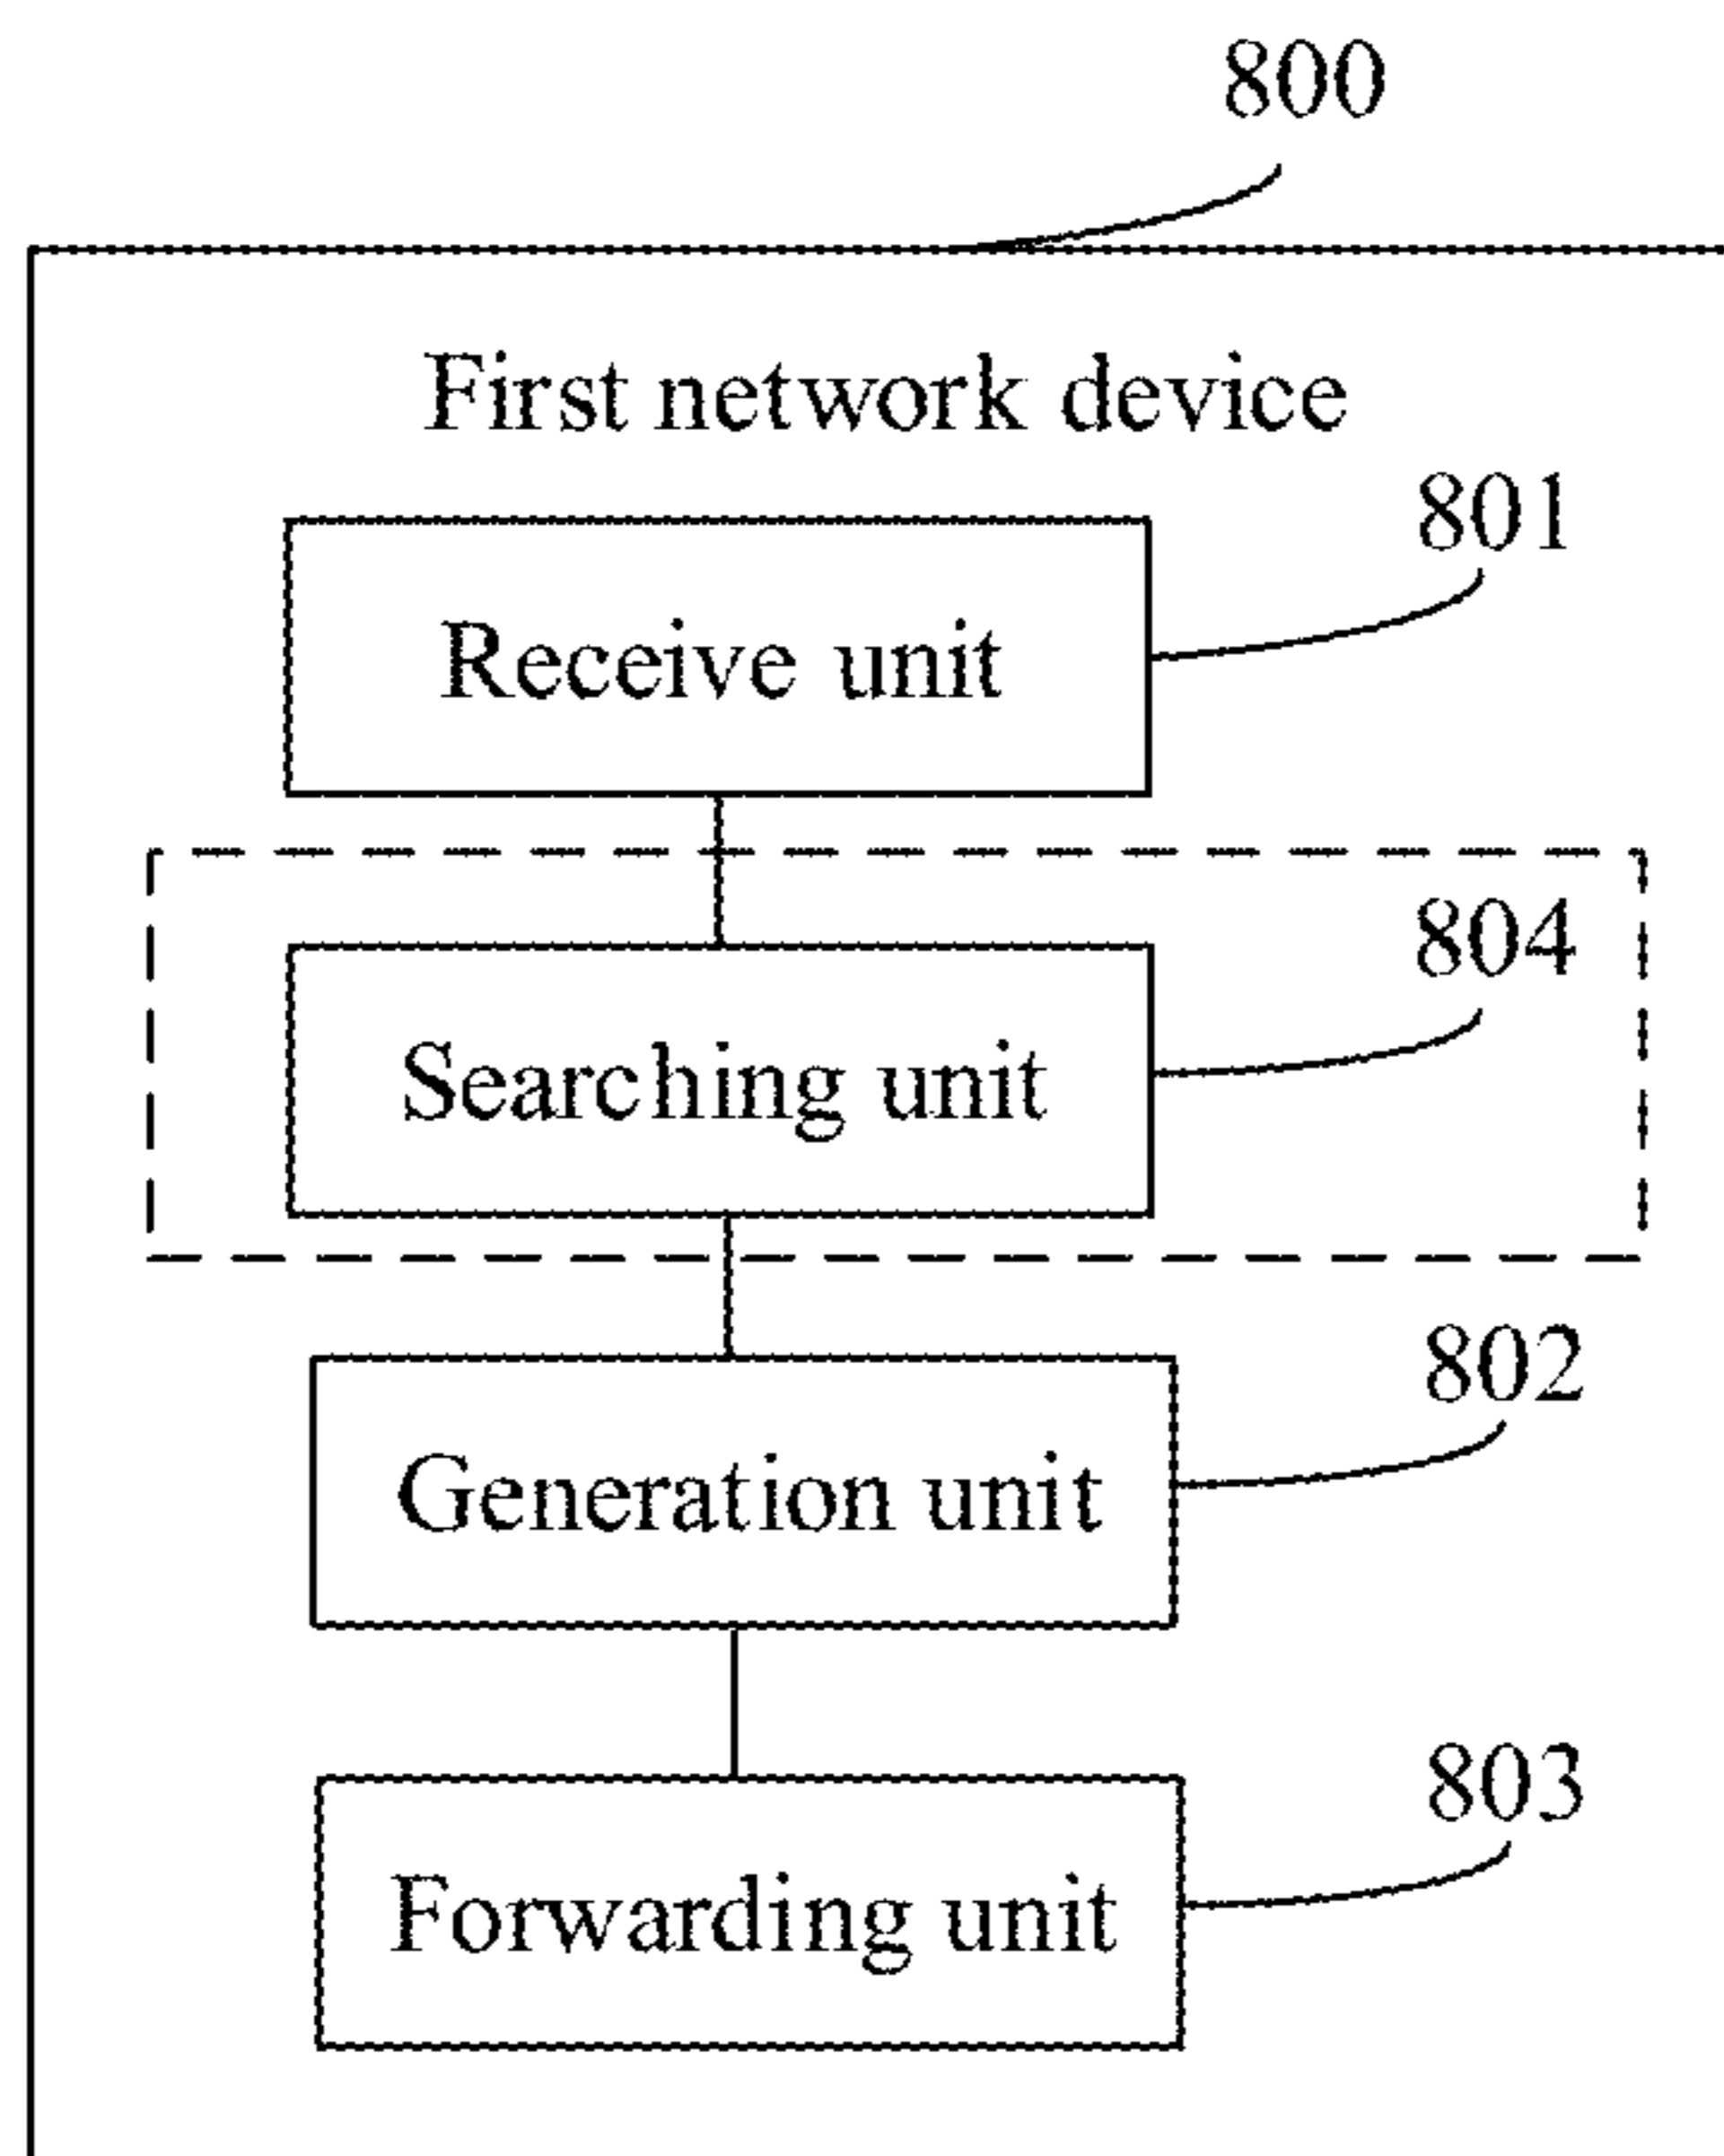 800
First network device
801
Receive unit
804
Searching unit
802
Generation unit
803
Forwarding unit